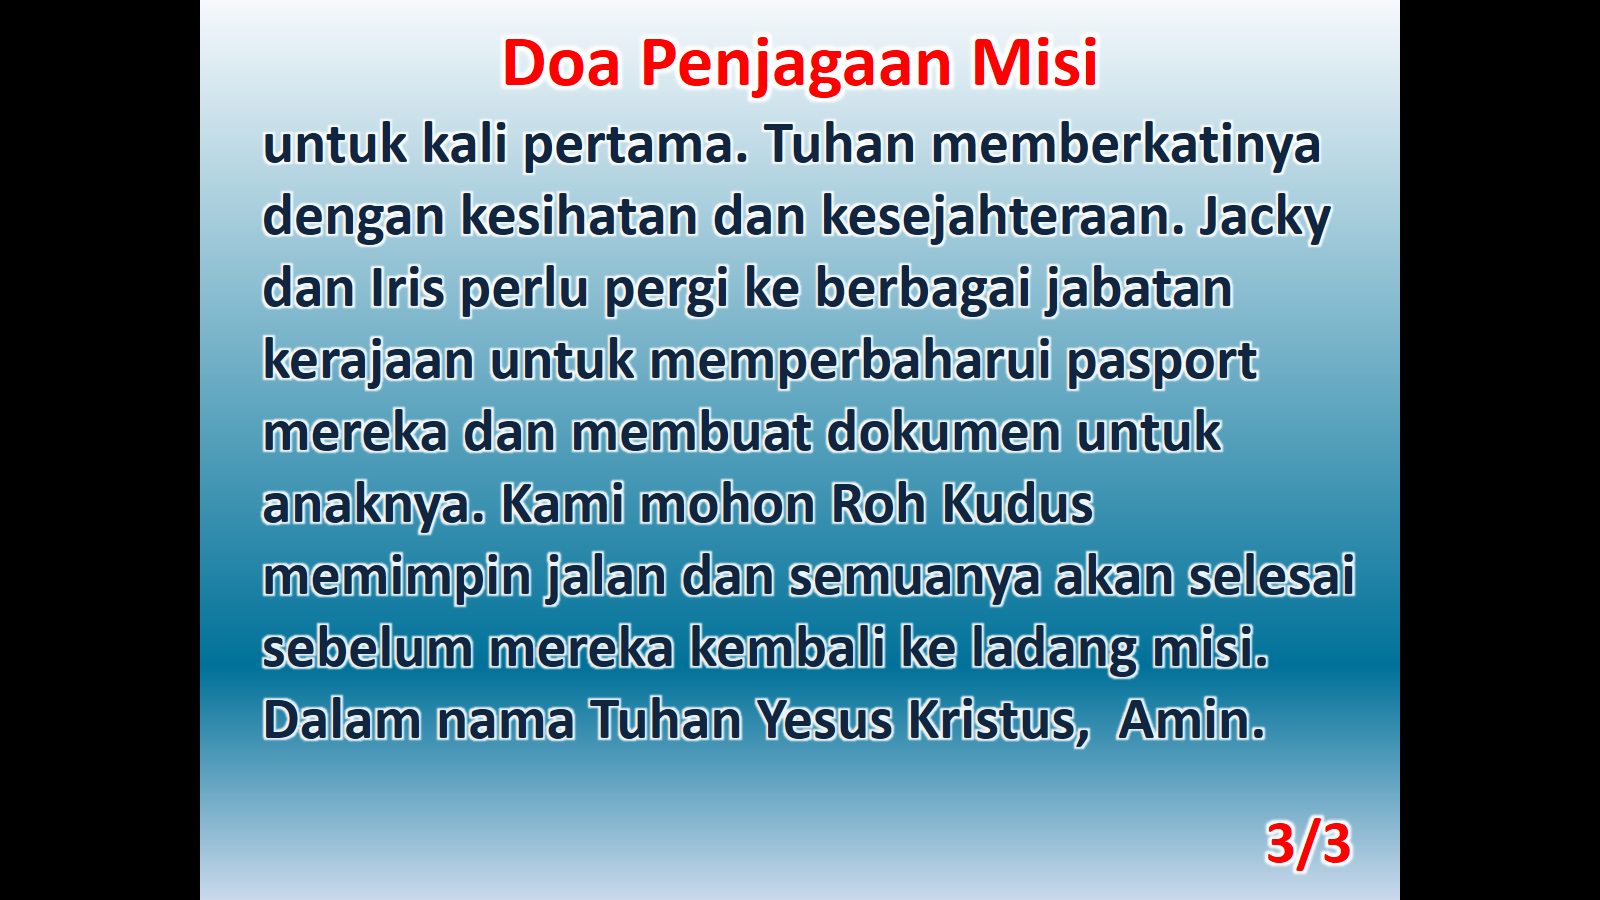 Doa Penjagaan Misi
untuk kali pertama. Tuhan memberkatinya
dengan kesihatan dan kesejahteraan. Jacky
dan Iris perlu pergi ke berbagai jabatan
kerajaan untuk memperbaharui pasport
mereka dan membuat dokumen untuk
anaknya. Kami mohon Roh Kudus
memimpin jalan dan semuanya akan selesai
sebelum mereka kembali ke ladang misi.
Dalam nama Tuhan Yesus Kristus,  Amin.
3/3